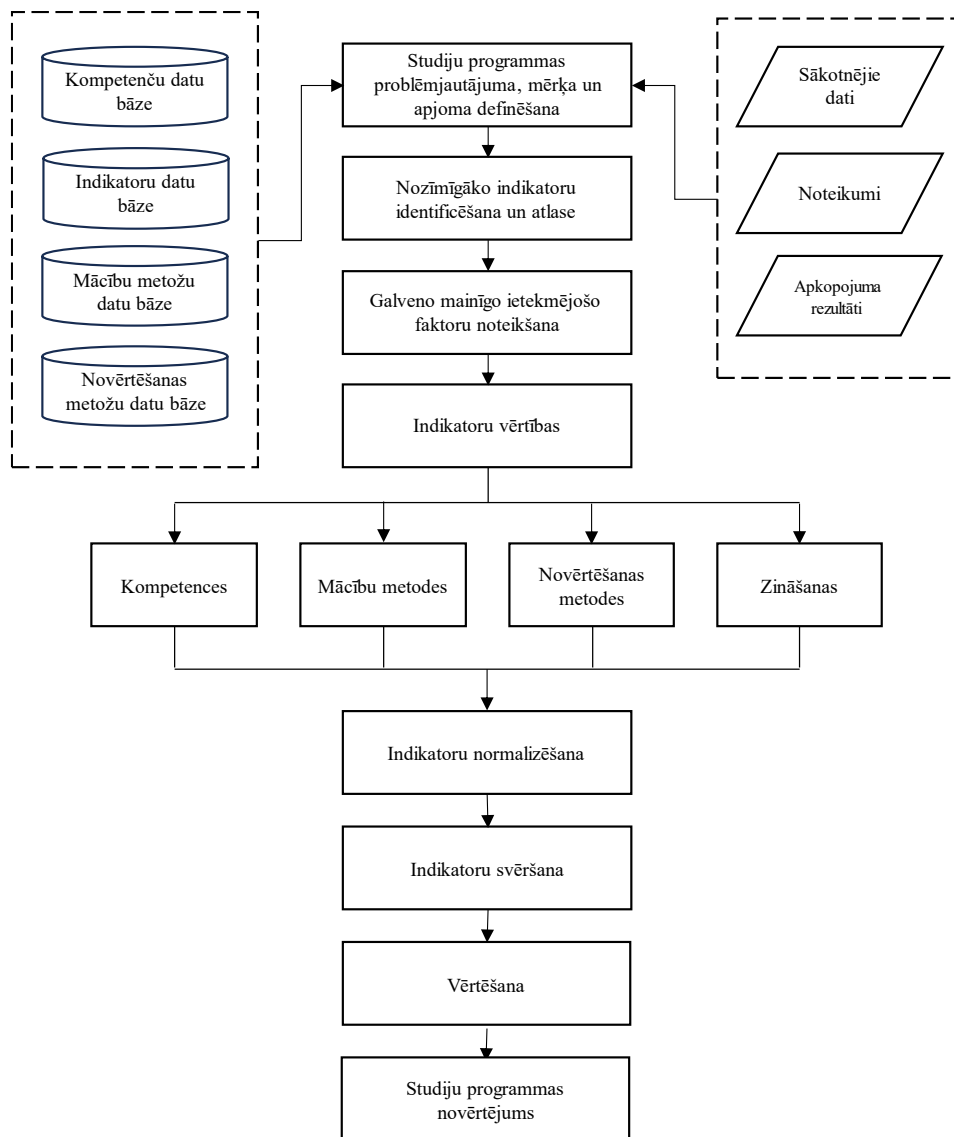 Kompetenču datu
bāze
Indikatoru datu
bāze
Mācību metožu
datu bāze
Novērtēšanas
metožu datu bāze
Studiju programmas
problēmjautājuma, mērķa un
apjoma definēšana
Nozīmīgāko indikatoru
identificēšana un atlase
Galveno mainīgo ietekmējošo
faktoru noteikšana
Indikatoru vērtības
Sākotnējie
dati
Noteikumi
Apkopojuma
rezultāti
Kompetences
Mācību metodes
Novērtēšanas
metodes
Zināšanas
Indikatoru normalizēšana
Indikatoru svēršana
Vērtēšana
Studiju programmas
novērtējums